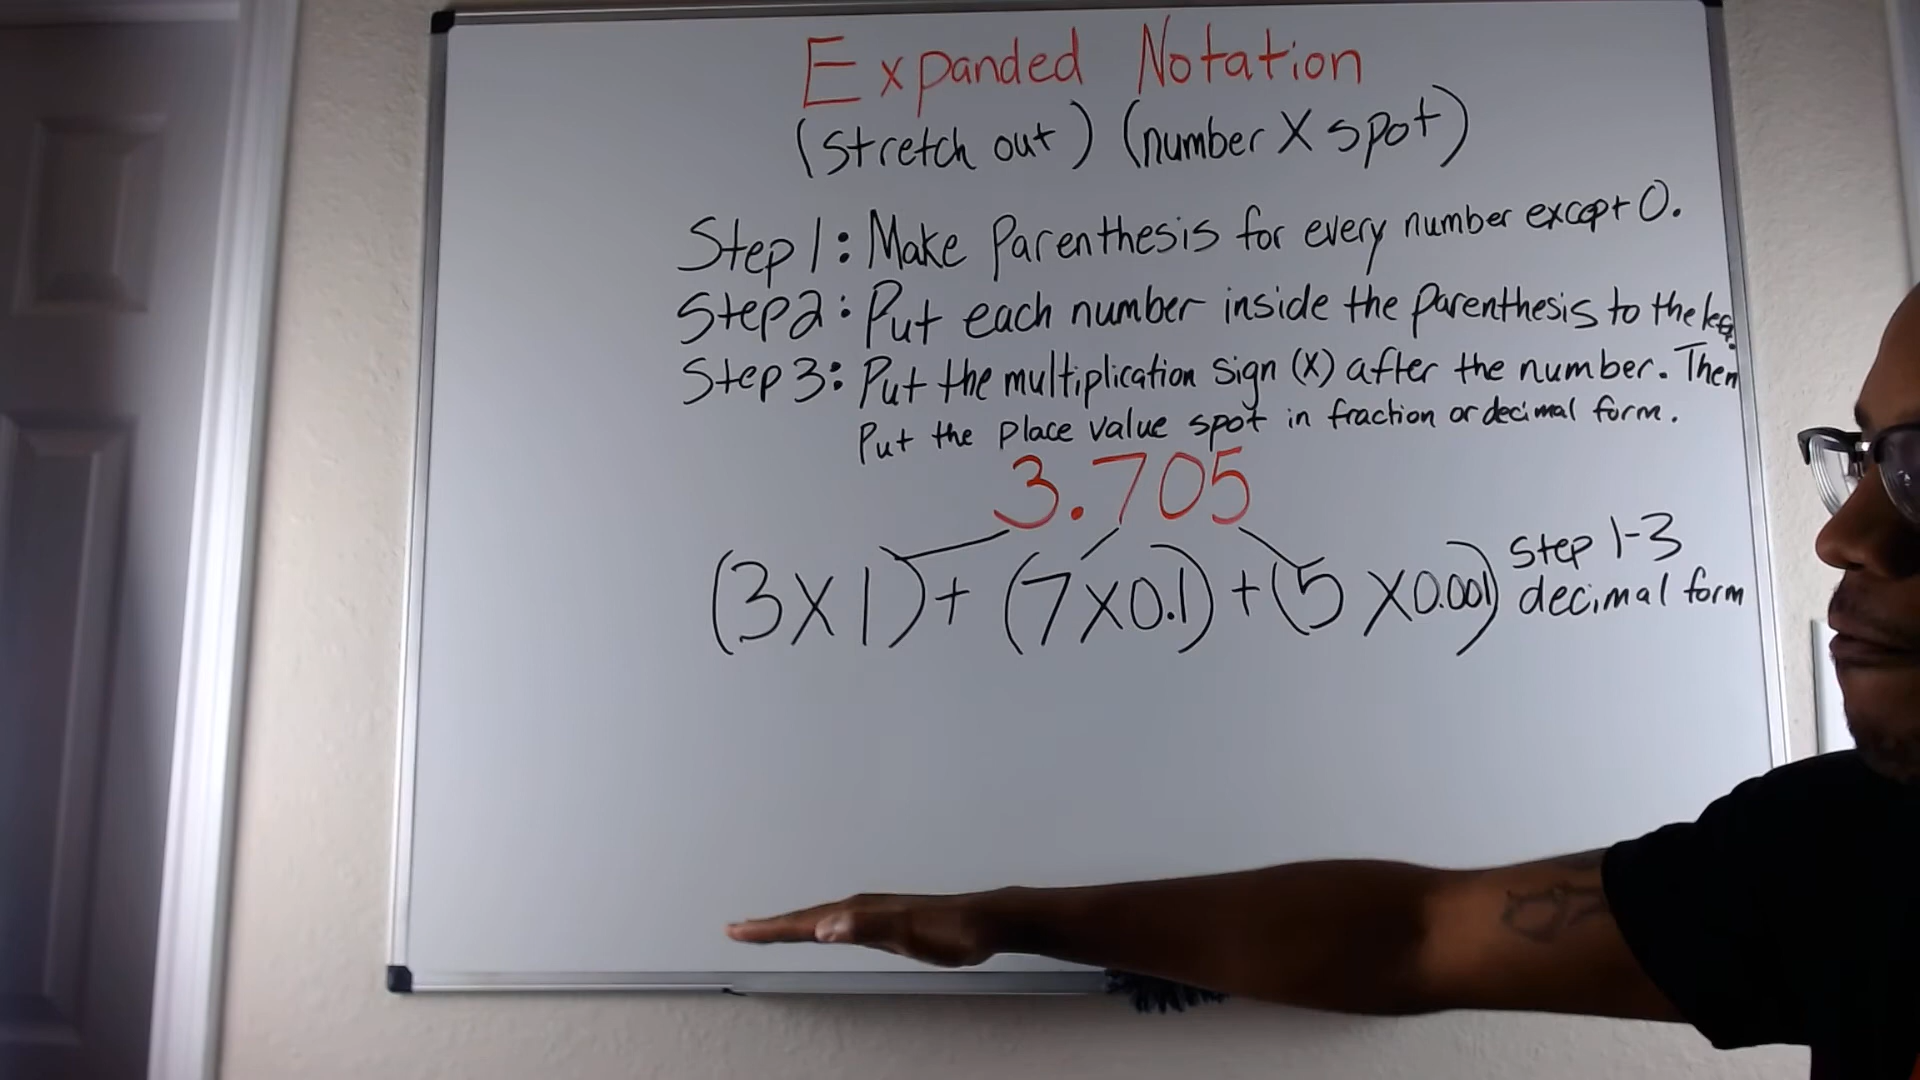 Expanded Notation
(stretch out) (number X spot)
Step 1: Make Parenthesis for every number except 0.
Step 2: Put each number inside the Parenthesis to the
Step 3: Put the multiplication sign (X) after the number. Then
Put the place value spot in fraction or decimal form.
3.705
(3 X 1) + (7 X 0.1) + (5 X 0.001)
Step 1-3
decimal form